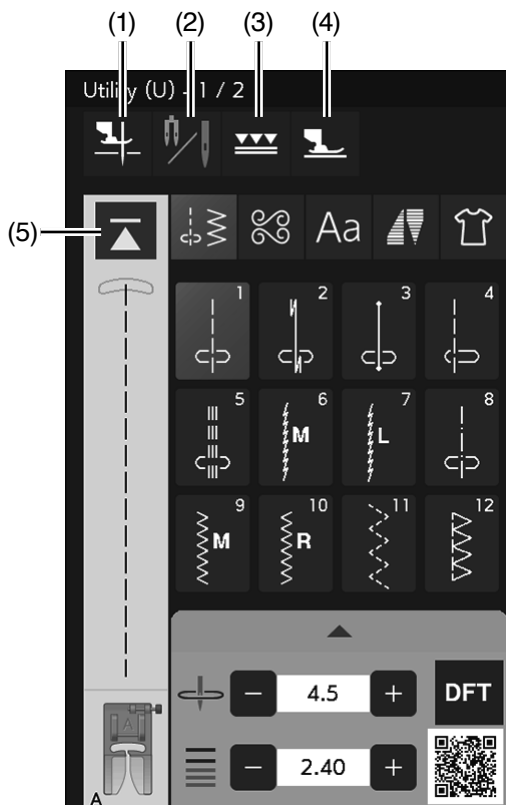 (1) (2) (3) (4)
Utility (U) - 1 / 2
(5)
Aa
1 2 3 4
5 6 7 8
M L
9 10 11 12
M R
4.5 DFT
2.40
A
A